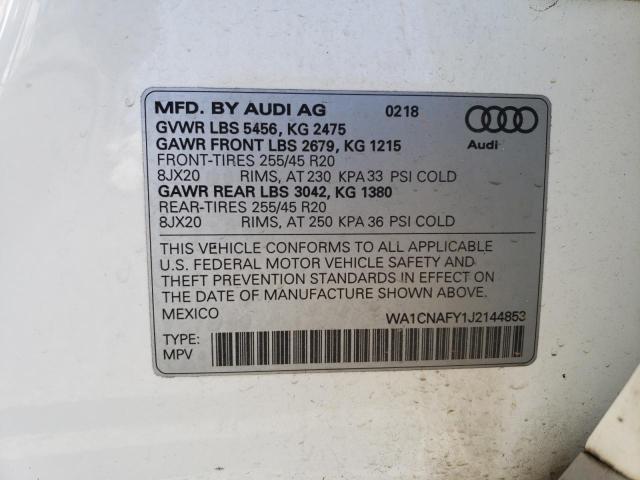 MFD. BY AUDI AG 0218
GVWR LBS 5456, KG 2475
GAWR FRONT LBS 2679, KG 1215
FRONT-TIRES 255/45 R20
8JX20 RIMS, AT 230 KPA 33 PSI COLD
GAWR REAR LBS 3042, KG 1380
REAR-TIRES 255/45 R20
8JX20 RIMS, AT 250 KPA 36 PSI COLD
Audi
THIS VEHICLE CONFORMS TO ALL APPLICABLE
U.S. FEDERAL MOTOR VEHICLE SAFETY AND
THEFT PREVENTION STANDARDS IN EFFECT ON
THE DATE OF MANUFACTURE SHOWN ABOVE.
MEXICO WA1CNAFY1J2144853
TYPE:
MPV